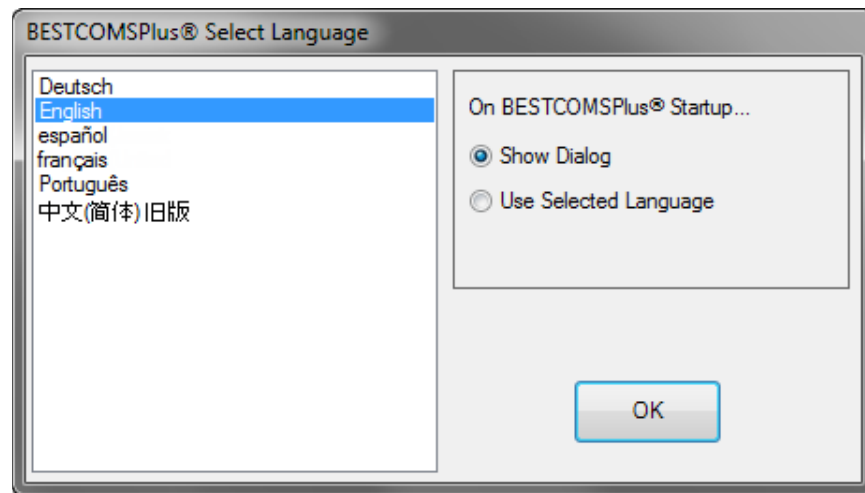 BESTCOMSPlus® Select Language
Deutsch
English
español
français
Português
中文(简体) 旧版
On BESTCOMSPlus® Startup...
Show Dialog
Use Selected Language
OK